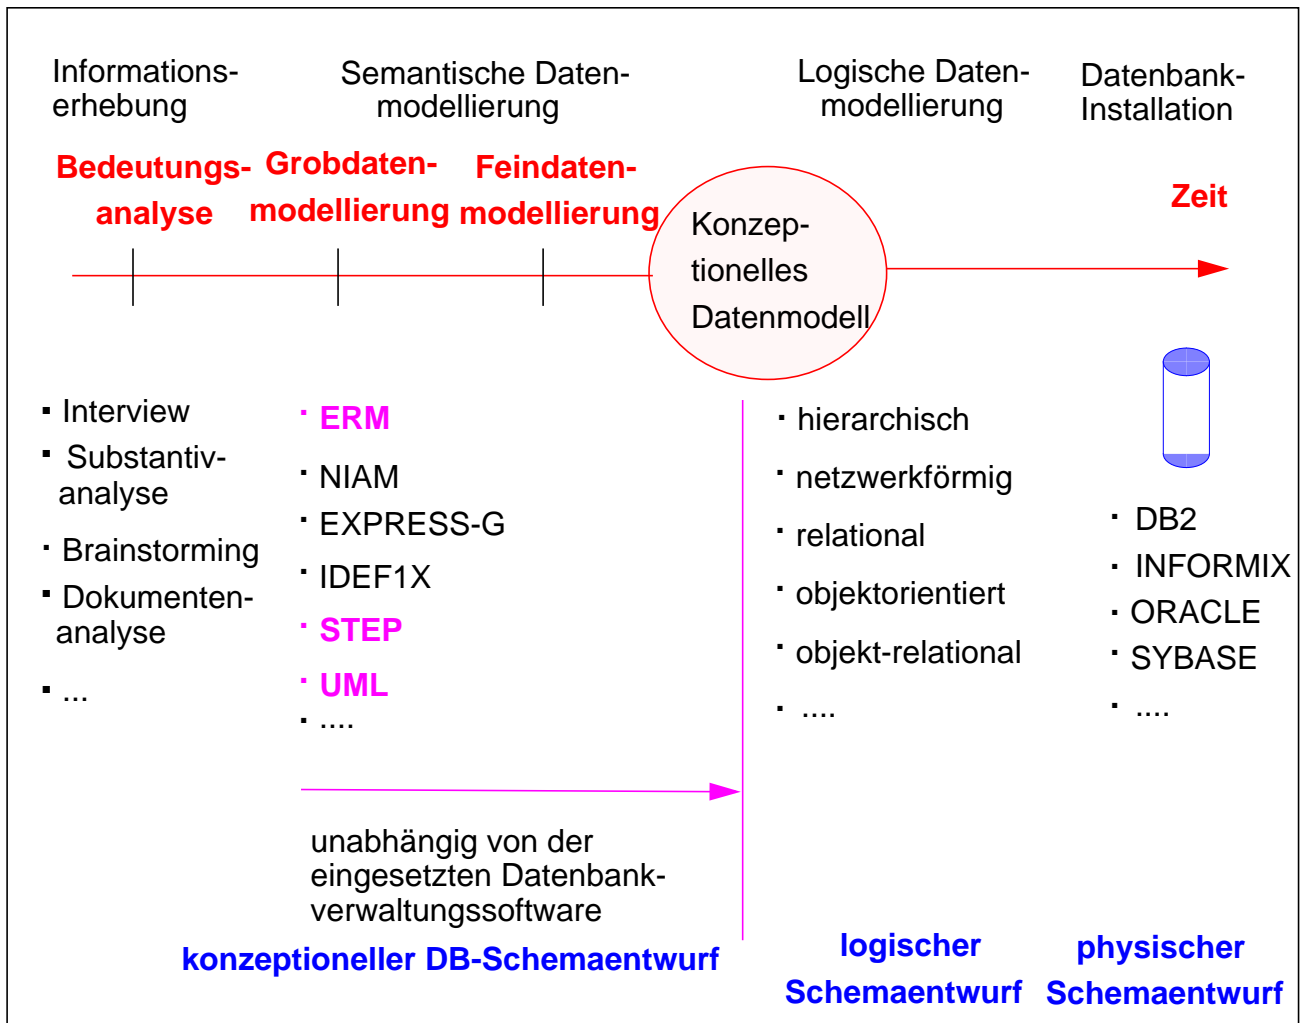 Informations-
erhebung
Semantische Daten-
modellierung
Logische Daten-
modellierung
Datenbank-
Installation
Bedeutungs-
analyse
Grobdaten-
modellierung
Feindaten-
modellierung
Konzep-
tionelles
Datenmodell
Zeit
▪ Interview
▪ Substantiv-
analyse
▪ Brainstorming
▪ Dokumenten-
analyse
▪ ...
▪ ERM
▪ NIAM
▪ EXPRESS-G
▪ IDEF1X
▪ STEP
▪ UML
▪ ....
▪ hierarchisch
▪ netzwerkförmig
▪ relational
▪ objektorientiert
▪ objekt-relational
▪ ....
▪ DB2
▪ INFORMIX
▪ ORACLE
▪ SYBASE
▪ ....
unabhängig von der
eingesetzten Datenbank-
verwaltungssoftware
konzeptioneller DB-Schemaentwurf
logischer
Schemaentwurf
physischer
Schemaentwurf